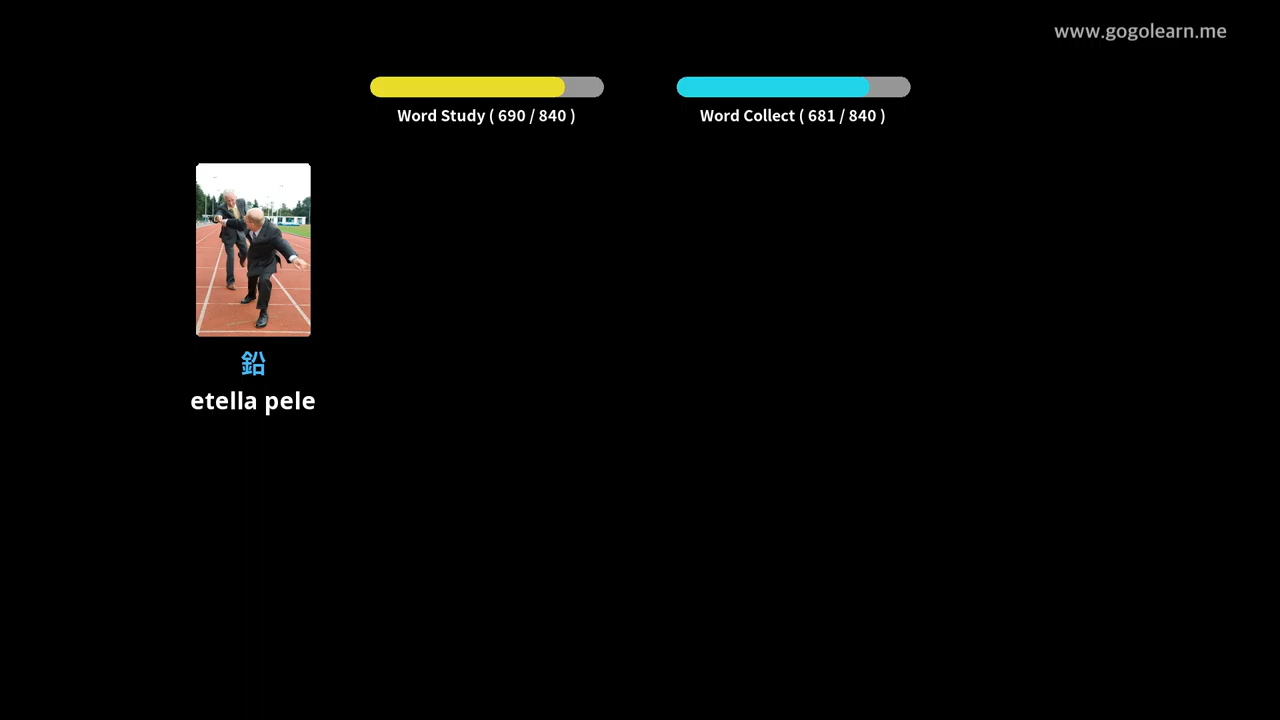 www.gogolearn.me
Word Study ( 690 / 840 )
Word Collect ( 681 / 840 )
鉛
etella pele